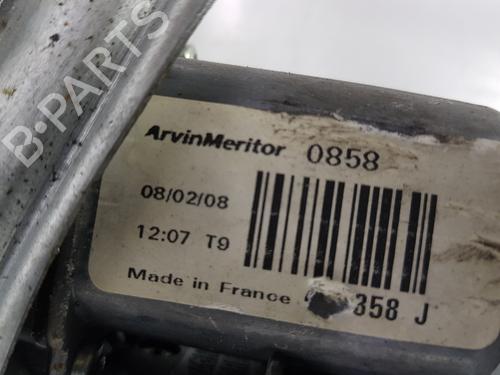 B-PARTS
ArvinMeritor 0858
08/02/08
12:07 T9
Made in France 358 J